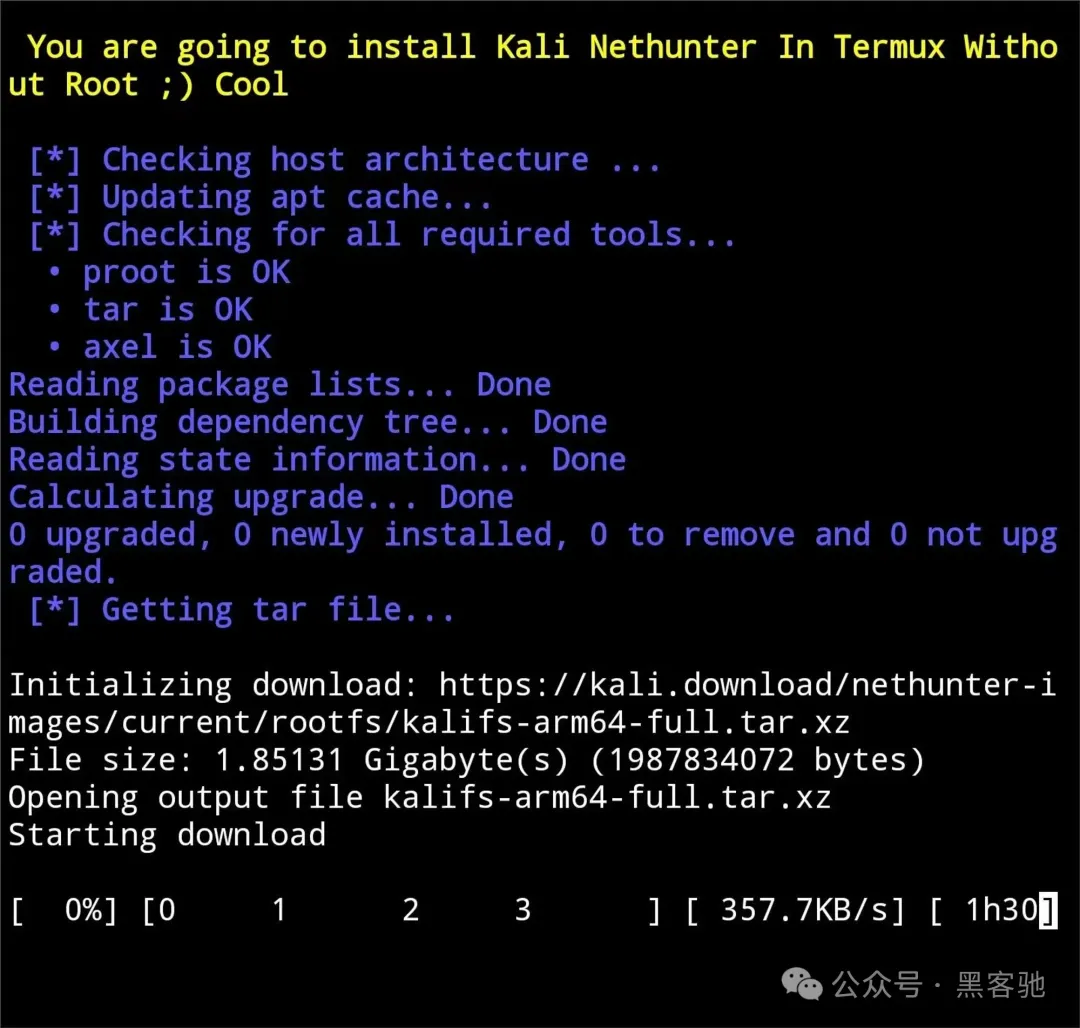 You are going to install Kali Nethunter In Termux Witho
ut Root ;) Cool
[*] Checking host architecture ...
[*] Updating apt cache...
[*] Checking for all required tools...
• proot is OK
• tar is OK
• axel is OK
Reading package lists... Done
Building dependency tree... Done
Reading state information... Done
Calculating upgrade... Done
0 upgraded, 0 newly installed, 0 to remove and 0 not upg
raded.
[*] Getting tar file...
Initializing download: https://kali.download/nethunter-i
mages/current/rootfs/kalifs-arm64-full.tar.xz
File size: 1.85131 Gigabyte(s) (1987834072 bytes)
Opening output file kalifs-arm64-full.tar.xz
Starting download
[  0%] [0     1      2     3      ] [ 357.7KB/s] [ 1h30]
公众号 · 黑客驰